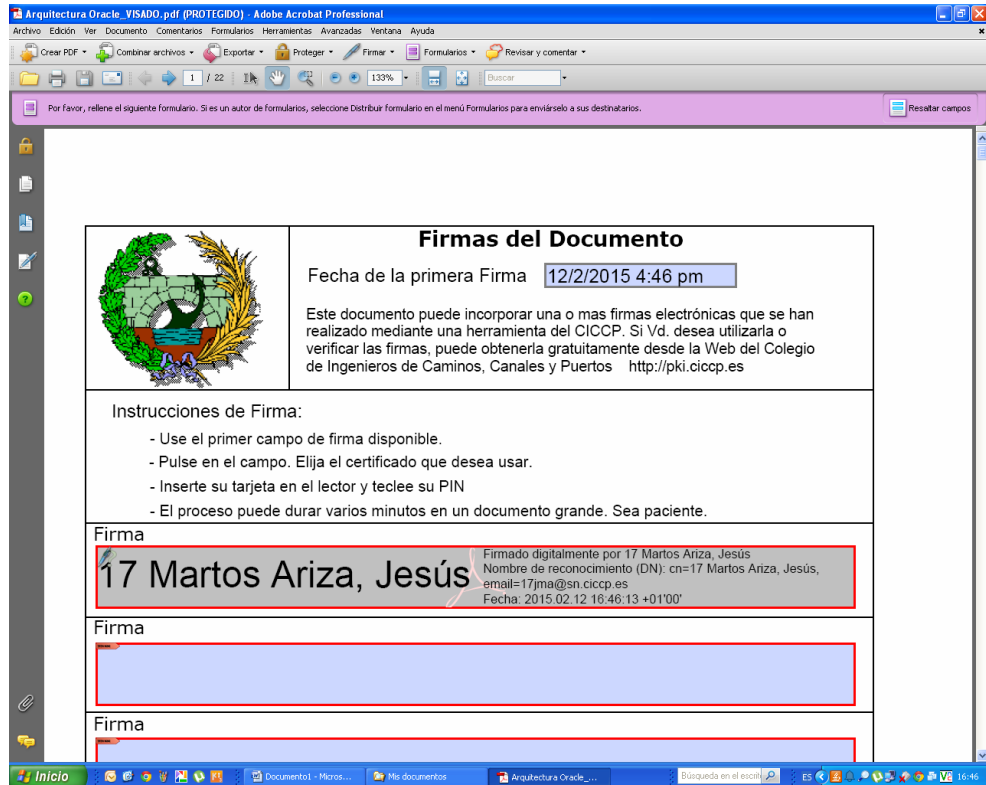 Arquitectura Oracle_VISADO.pdf (PROTEGIDO) - Adobe Acrobat Professional
Archivo Edición Ver Documento Comentarios Formularios Herramientas Avanzadas Ventana Ayuda
Crear PDF Combinar archivos Exportar Proteger Firmar Formularios Revisar y comentar
1 / 22 133% Buscar
Por favor, rellene el siguiente formulario. Si es un autor de formularios, seleccione Distribuir formulario en el menú Formularios para enviárselo a sus destinatarios. Resaltar campos
Firmas del Documento
Fecha de la primera Firma 12/2/2015 4:46 pm
Este documento puede incorporar una o mas firmas electrónicas que se han
realizado mediante una herramienta del CICCP. Si Vd. desea utilizarla o
verificar las firmas, puede obtenerla gratuitamente desde la Web del Colegio
de Ingenieros de Caminos, Canales y Puertos http://pki.ciccp.es
Instrucciones de Firma:
- Use el primer campo de firma disponible.
- Pulse en el campo. Elija el certificado que desea usar.
- Inserte su tarjeta en el lector y teclee su PIN
- El proceso puede durar varios minutos en un documento grande. Sea paciente.
Firma
17 Martos Ariza, Jesús
Firmado digitalmente por 17 Martos Ariza, Jesús
Nombre de reconocimiento (DN): cn=17 Martos Ariza, Jesús,
email=17jma@sn.ciccp.es
Fecha: 2015.02.12 16:46:13 +01'00'
Firma
Firma
Inicio Documento1 - Micros... Mis documentos Arquitectura Oracle_... Búsqueda en el escrit ES 16:46